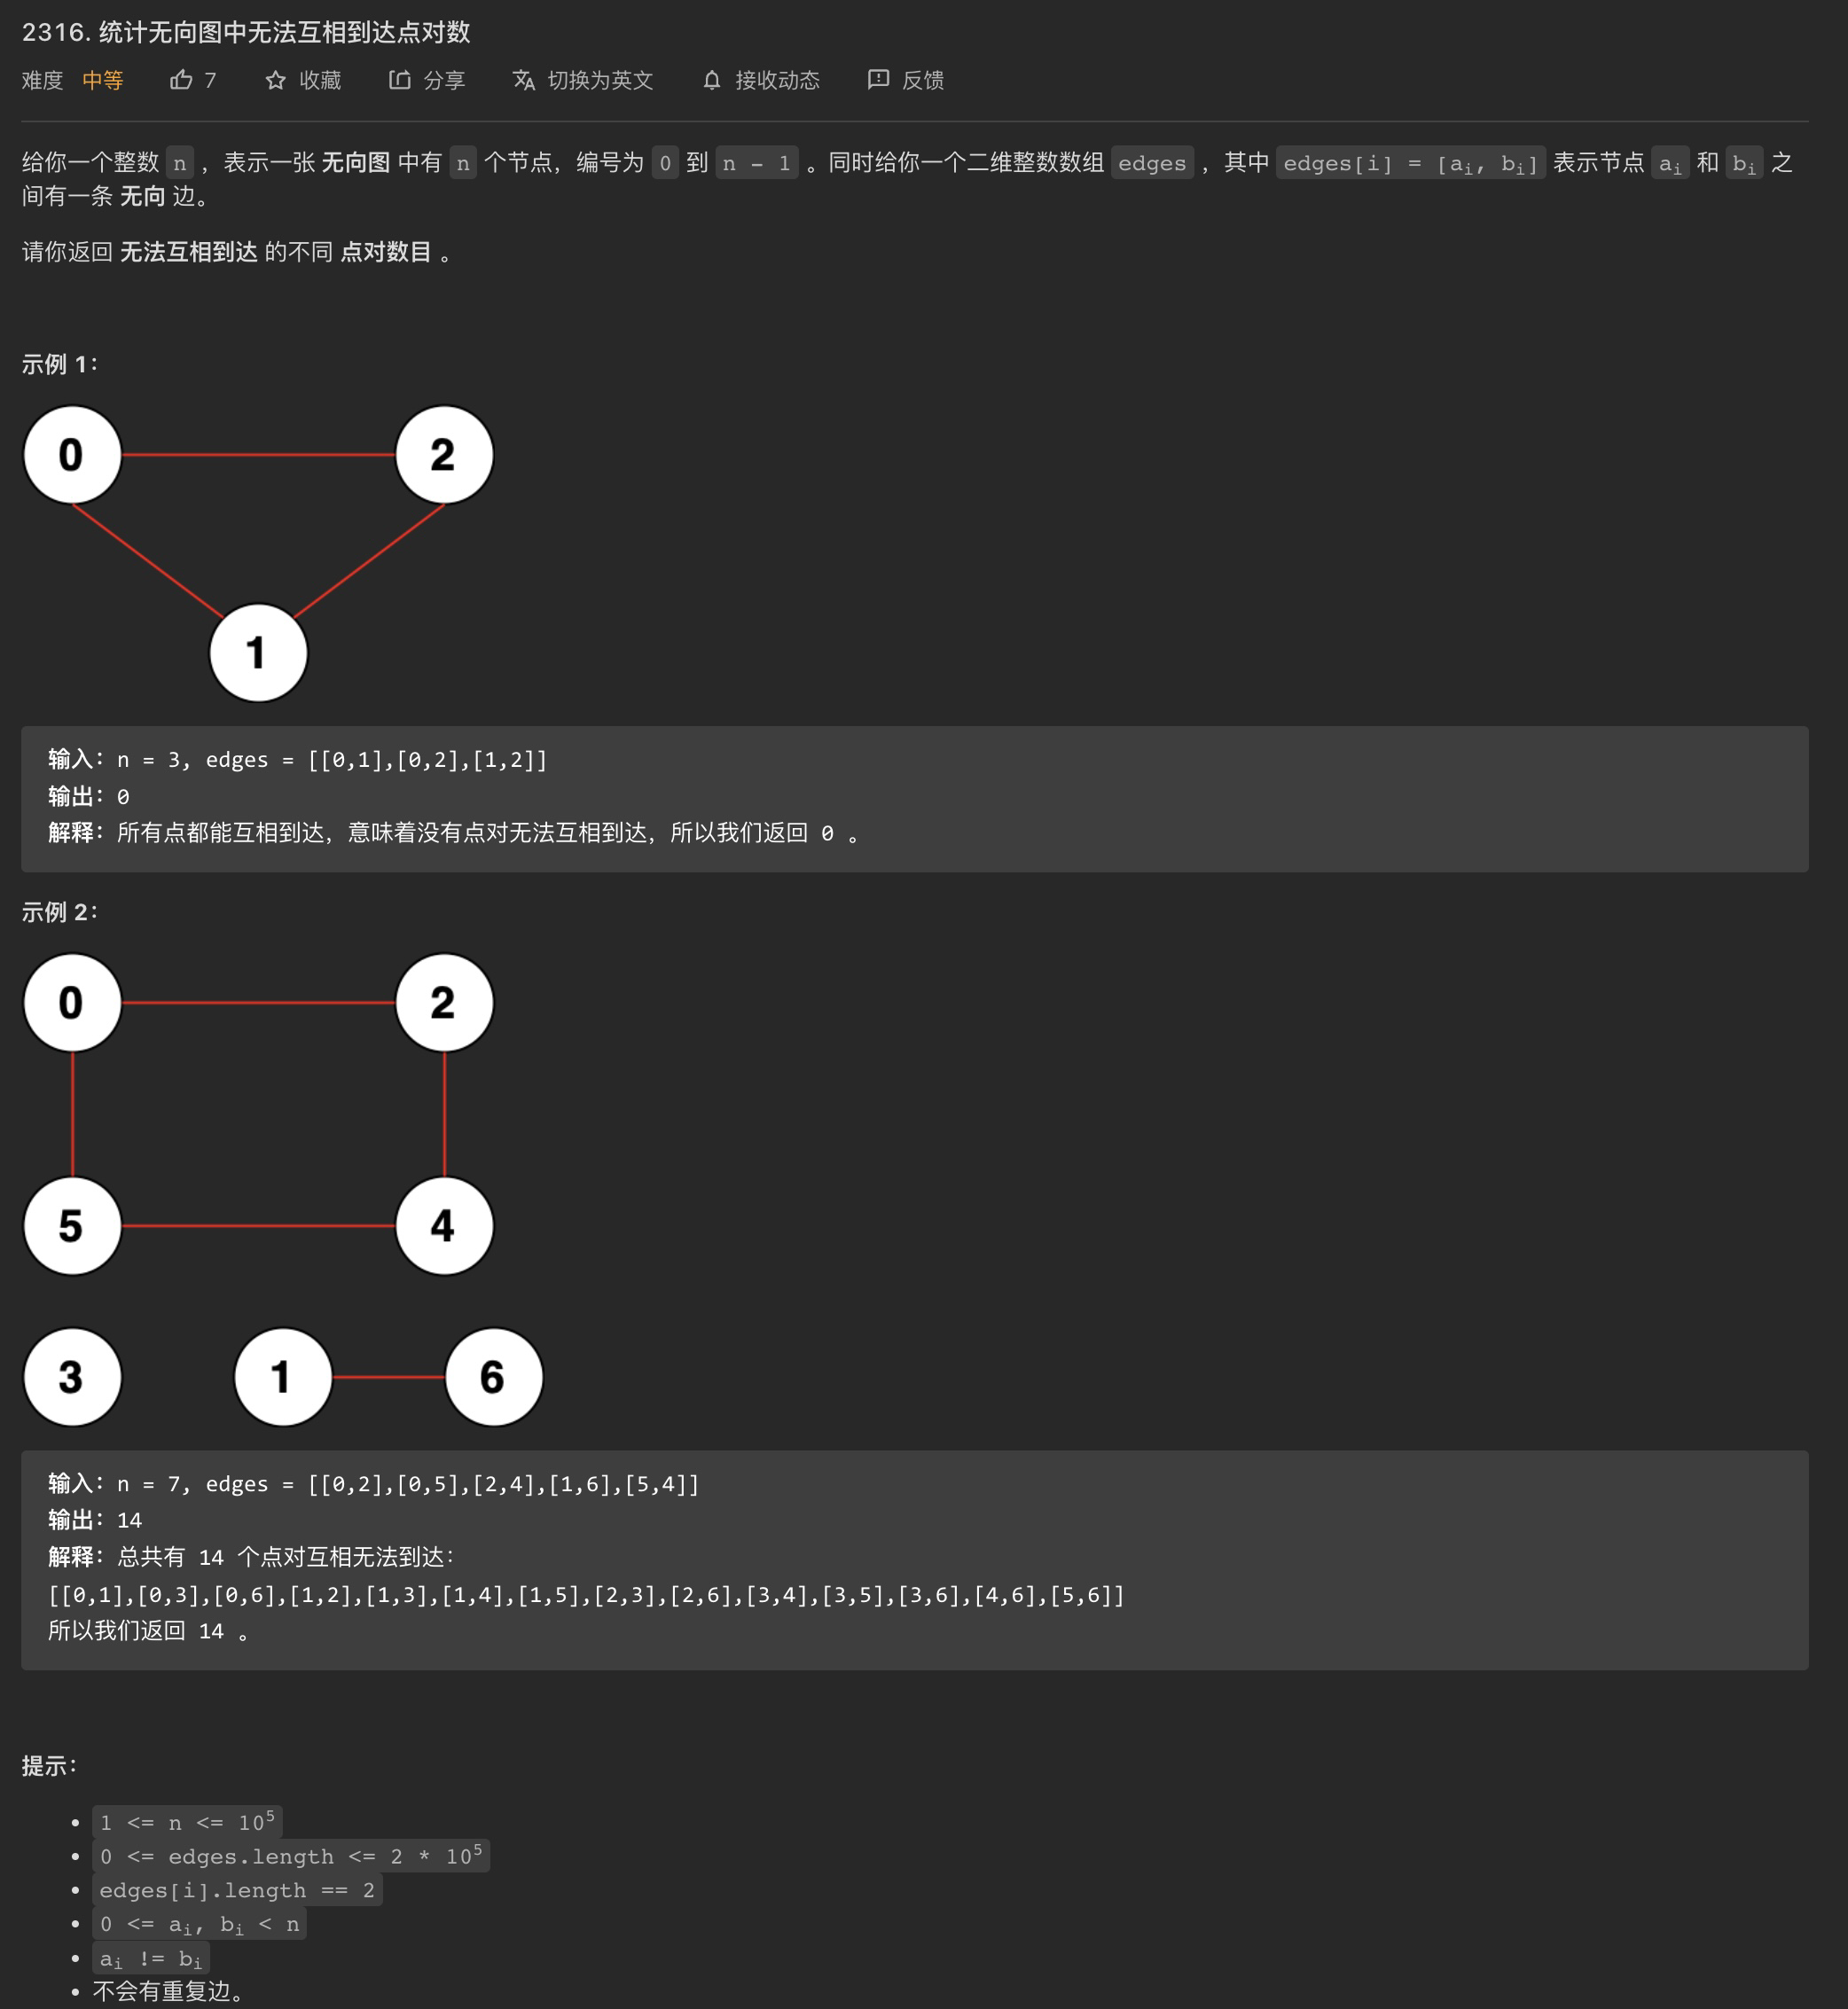 2316. 统计无向图中无法互相到达点对数
难度 中等 7 收藏 分享 切换为英文 接收动态 反馈
给你一个整数 n ，表示一张 无向图 中有 n 个节点，编号为 0 到 n - 1 。同时给你一个二维整数数组 edges ，其中 edges[i] = [ai, bi] 表示节点 ai 和 bi 之
间有一条 无向 边。
请你返回 无法互相到达 的不同 点对数目 。
示例 1：
0 2
1
输入：n = 3, edges = [[0,1],[0,2],[1,2]]
输出：0
解释：所有点都能互相到达，意味着没有点对无法互相到达，所以我们返回 0 。
示例 2：
0 2
5 4
3 1 6
输入：n = 7, edges = [[0,2],[0,5],[2,4],[1,6],[5,4]]
输出：14
解释：总共有 14 个点对互相无法到达：
[[0,1],[0,3],[0,6],[1,2],[1,3],[1,4],[1,5],[2,3],[2,6],[3,4],[3,5],[3,6],[4,6],[5,6]]
所以我们返回 14 。
提示：
1 <= n <= 10⁵
0 <= edges.length <= 2 * 10⁵
edges[i].length == 2
0 <= ai, bi < n
ai != bi
不会有重复边。